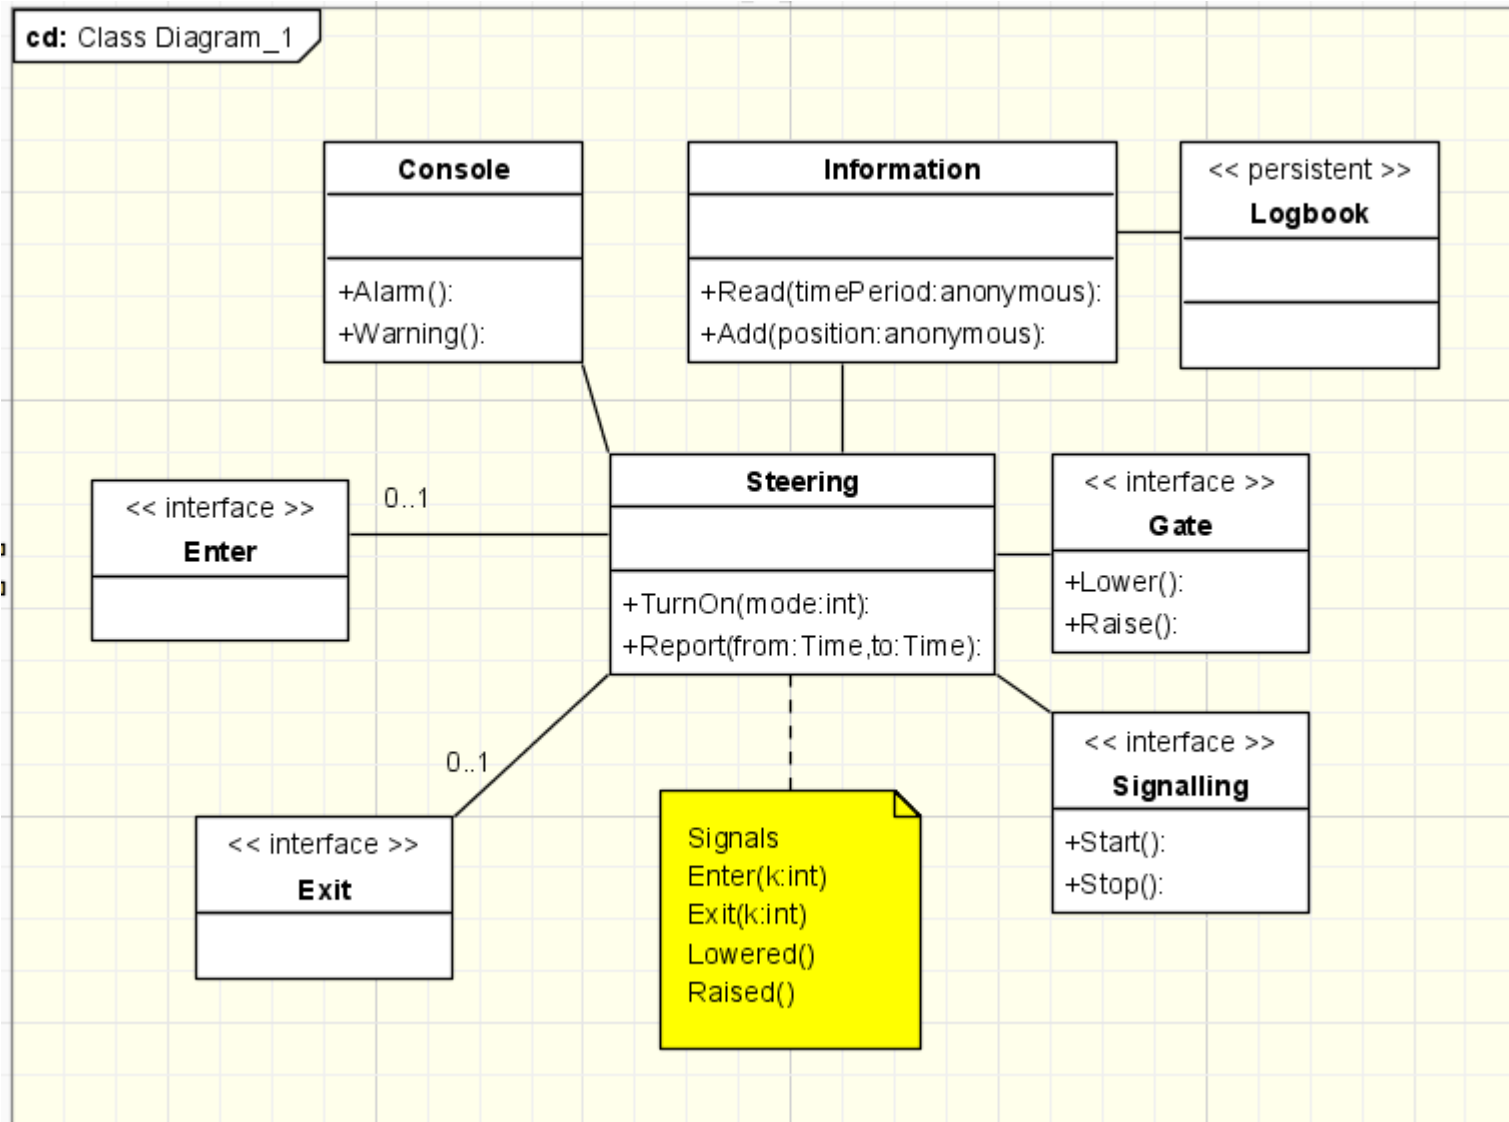 cd: Class Diagram_1
Console
+Alarm():
+Warning():
Information
+Read(timePeriod:anonymous):
+Add(position:anonymous):
<< persistent >>
Logbook
<< interface >>
Enter
0..1
Steering
+TurnOn(mode:int):
+Report(from:Time,to:Time):
<< interface >>
Gate
+Lower():
+Raise():
0..1
<< interface >>
Exit
Signals
Enter(k:int)
Exit(k:int)
Lowered()
Raised()
<< interface >>
Signalling
+Start():
+Stop():